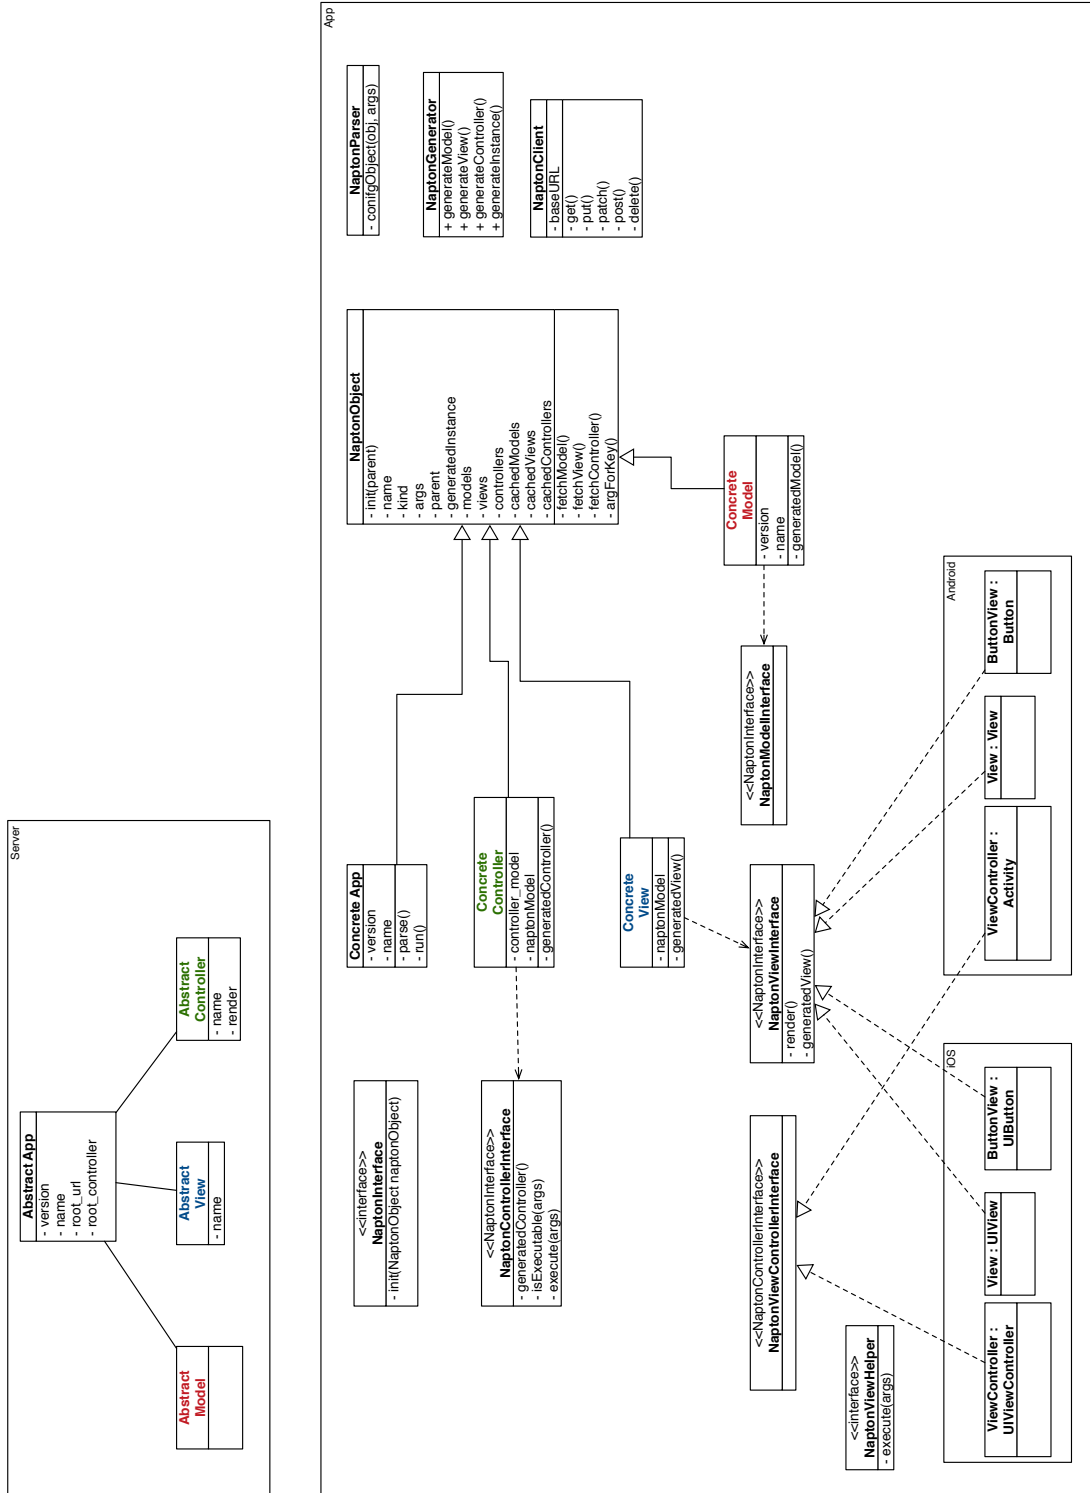 Server
Abstract App
- version
- name
- root_url
- root_controller
Abstract
Model
Abstract
View
- name
Abstract
Controller
- name
- render
App
<<interface>>
NaptonInterface
- init(NaptonObject naptonObject)
Concrete App
- version
- name
- parse()
- run()
NaptonObject
- init(parent)
- name
- kind
- args
- parent
- generatedInstance
- models
- views
- controllers
- cachedModels
- cachedViews
- cachedControllers
- fetchModel()
- fetchView()
- fetchController()
- argForKey()
NaptonParser
- conifgObject(obj, args)
NaptonGenerator
+ generateModel()
+ generateView()
+ generateController()
+ generateInstance()
NaptonClient
- baseURL
- get()
- put()
- patch()
- post()
- delete()
<<NaptonInterface>>
NaptonControllerInterface
- generatedController()
- isExecutable(args)
- execute(args)
Concrete
Controller
- controller_model
- naptonModel
- generatedController()
Concrete
View
- naptonModel
- generatedView()
Concrete
Model
- version
- name
- generatedModel()
<<NaptonControllerInterface>>
NaptonViewControllerInterface
<<NaptonInterface>>
NaptonViewInterface
- render()
- generatedView()
<<NaptonInterface>>
NaptonModelInterface
<<interface>>
NaptonViewHelper
- execute(args)
iOS
ViewController :
UIViewController
View : UIView
ButtonView :
UIButton
Android
ViewController :
Activity
View : View
ButtonView :
Button